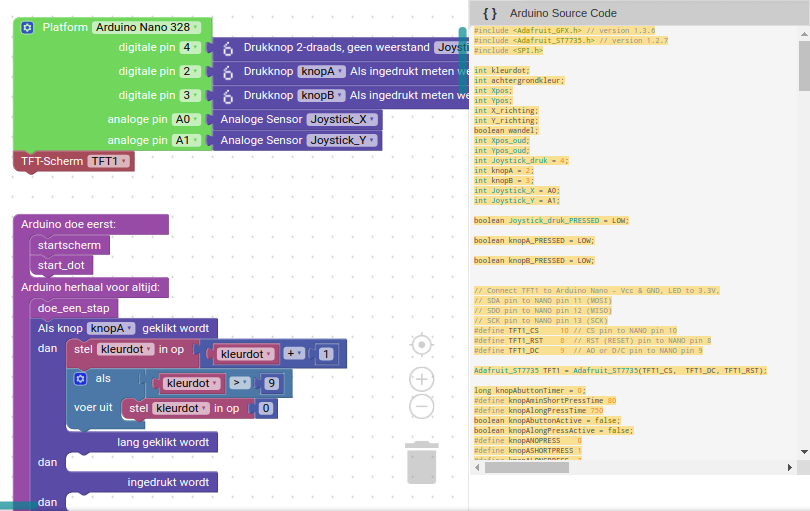 Platform Arduino Nano 328
digitale pin 4 Drukknop 2-draads, geen weerstand Joysti
digitale pin 2 Drukknop knopA Als ingedrukt meten we
digitale pin 3 Drukknop knopB Als ingedrukt meten we
analoge pin A0 Analoge Sensor Joystick_X
analoge pin A1 Analoge Sensor Joystick_Y
TFT-Scherm TFT1
Arduino doe eerst:
startscherm
start_dot
Arduino herhaal voor altijd:
doe_een_stap
Als knop knopA geklikt wordt
dan stel kleurdot in op kleurdot + 1
als kleurdot > 9
voer uit stel kleurdot in op 0
lang geklikt wordt
dan
ingedrukt wordt
dan
{ } Arduino Source Code
#include <Adafruit_GFX.h> // version 1.3.6
#include <Adafruit_ST7735.h> // version 1.2.7
#include <SPI.h>
int kleurdot;
int achtergrondkleur;
int Xpos;
int Ypos;
int X_richting;
int Y_richting;
boolean wandel;
int Xpos_oud;
int Ypos_oud;
int Joystick_druk = 4;
int knopA = 2;
int knopB = 3;
int Joystick_X = A0;
int Joystick_Y = A1;
boolean Joystick_druk_PRESSED = LOW;
boolean knopA_PRESSED = LOW;
boolean knopB_PRESSED = LOW;
// Connect TFT1 to Arduino Nano - Vcc & GND, LED to 3.3V,
// SDA pin to NANO pin 11 (MOSI)
// SDO pin to NANO pin 12 (MISO)
// SCK pin to NANO pin 13 (SCK)
#define TFT1_CS 10 // CS pin to NANO pin 10
#define TFT1_RST 8 // RST (RESET) pin to NANO pin 8
#define TFT1_DC 9 // AD or D/C pin to NANO pin 9
Adafruit_ST7735 TFT1 = Adafruit_ST7735(TFT1_CS, TFT1_DC, TFT1_RST);
long knopAbuttonTimer = 0;
#define knopAminShortPressTime 80
#define knopAlongPressTime 750
boolean knopAbuttonActive = false;
boolean knopAlongPressActive = false;
#define knopANOPRESS 0
#define knopASHORTPRESS 1